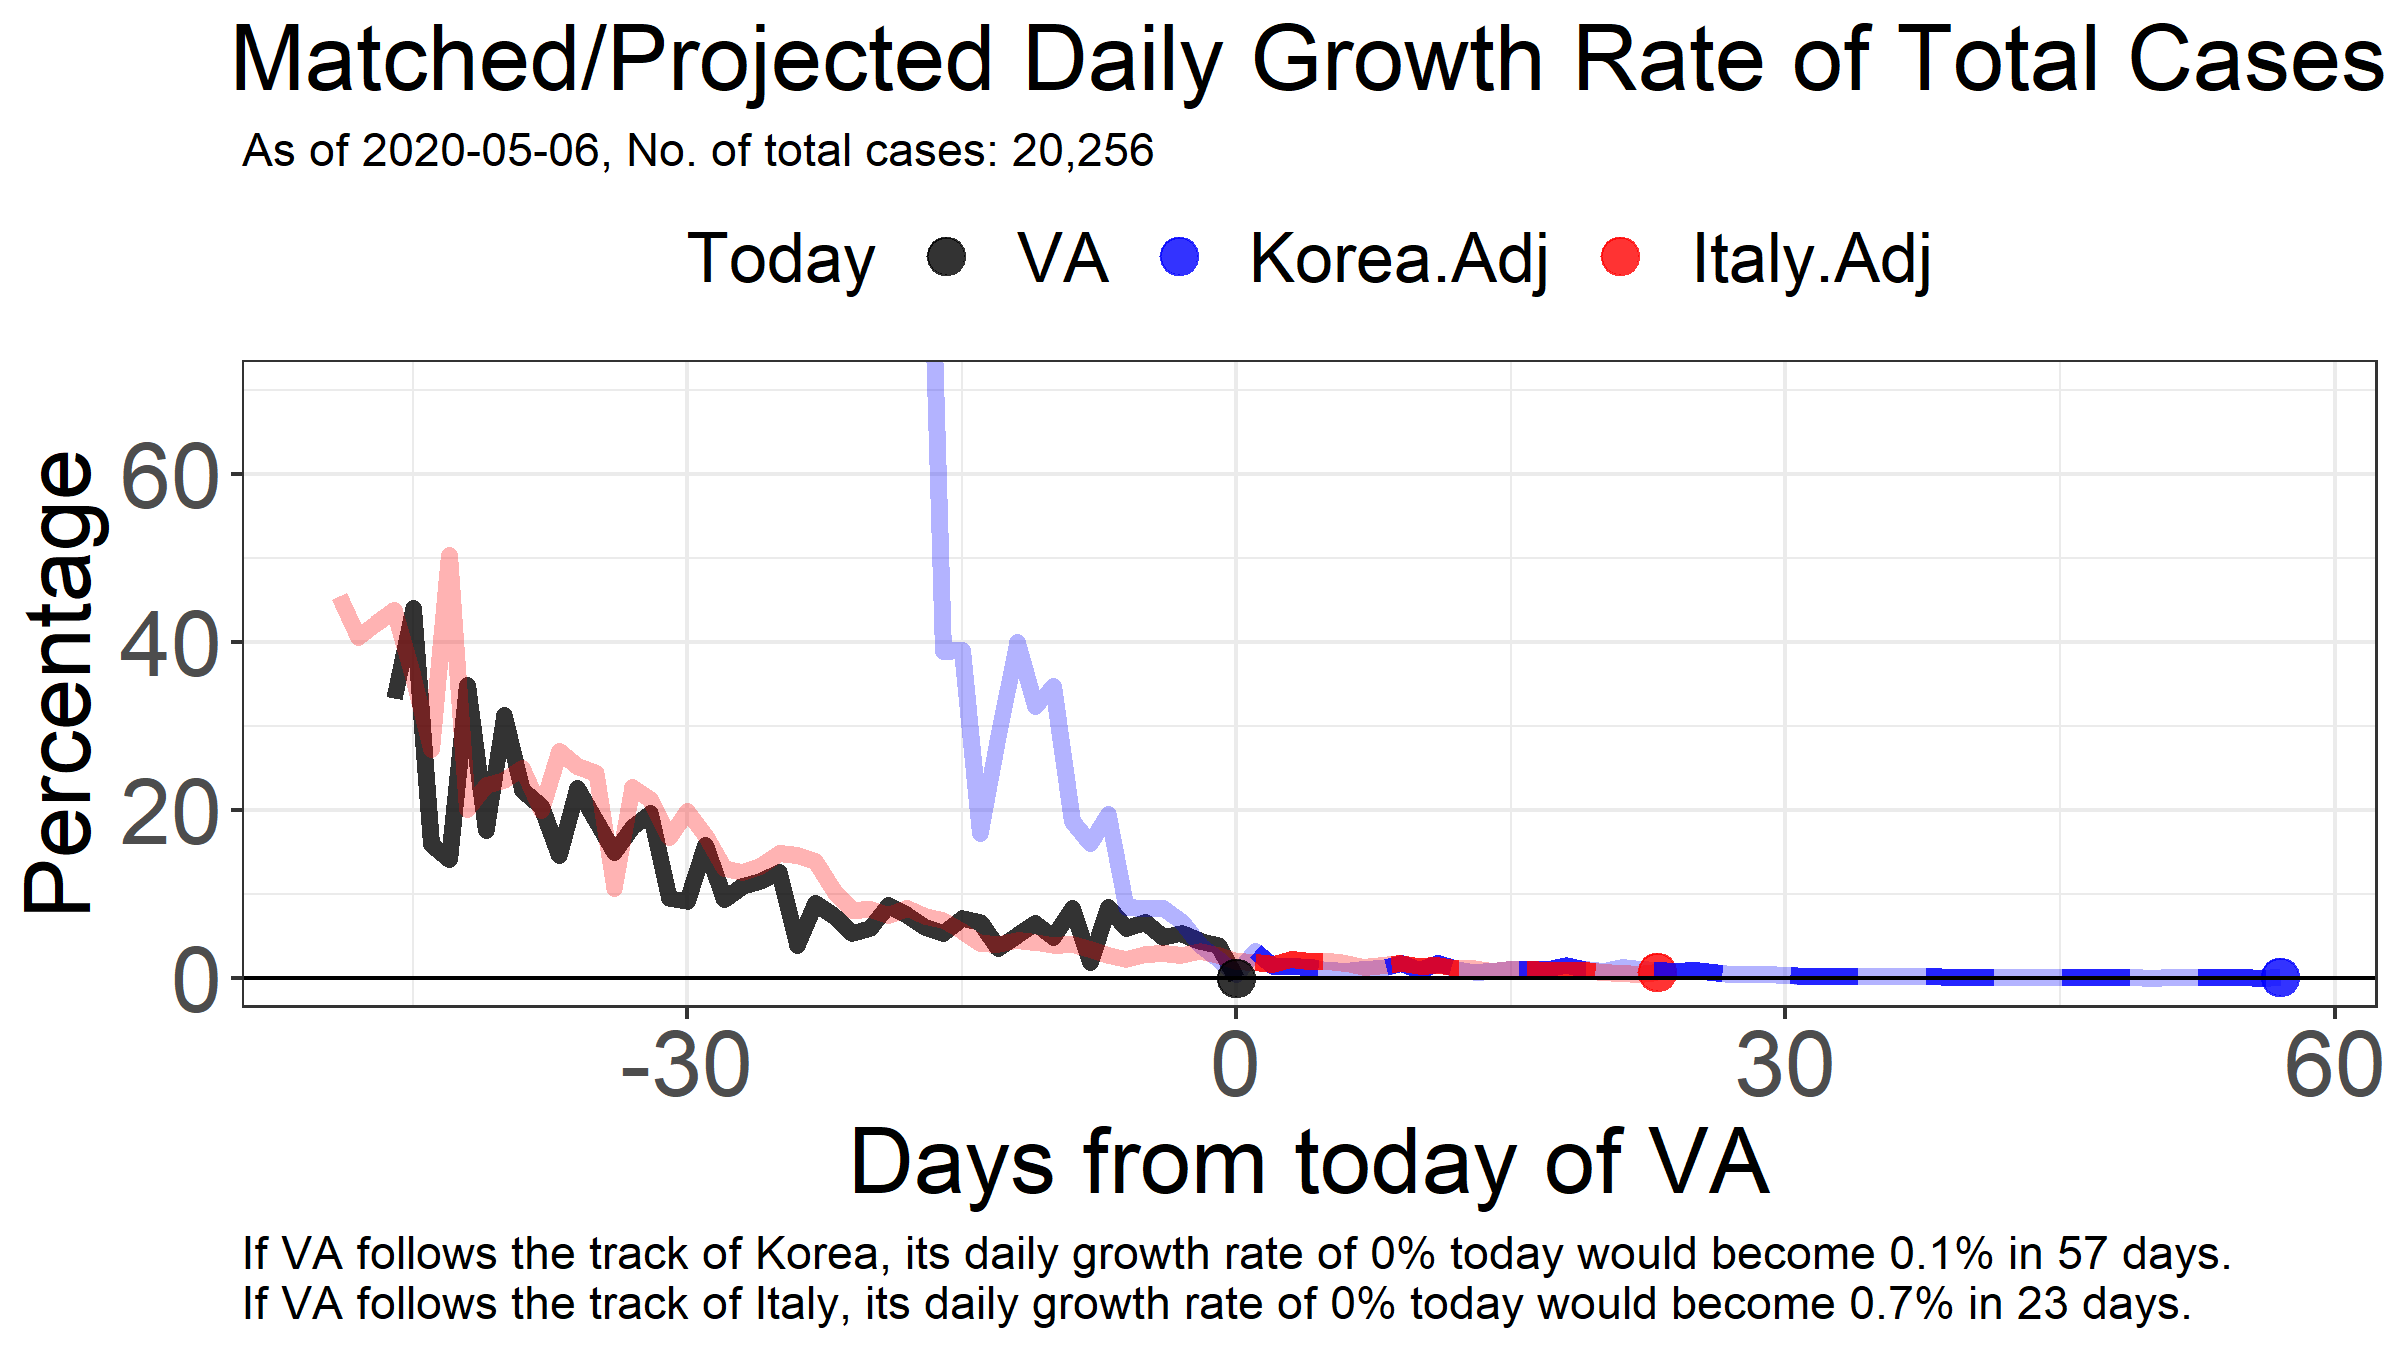 Matched/Projected Daily Growth Rate of Total Cases
As of 2020-05-06, No. of total cases: 20,256
Today VA Korea.Adj Italy.Adj
Percentage
60
40
20
0
-30 0 30 60
Days from today of VA
If VA follows the track of Korea, its daily growth rate of 0% today would become 0.1% in 57 days.
If VA follows the track of Italy, its daily growth rate of 0% today would become 0.7% in 23 days.